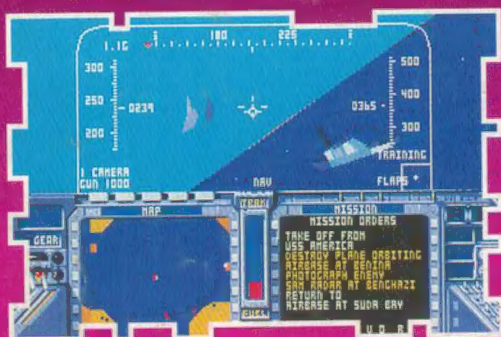 1.1G
180 225
300
250
200
0239
0365
500
400
300
TRAINING
1 CAMERA
GUN 1000
NAV
FLAPS
MAP
TEAK
MISSION
MISSION ORDERS
TAKE OFF FROM
USS AMERICA
DESTROY PLANE ORBITING
AIRBASE AT BENINA
PHOTOGRAPH ENEMY
SAM RADAR AT BENGHAZI
RETURN TO
AIRBASE AT SUDA BAY
GEAR
FUEL